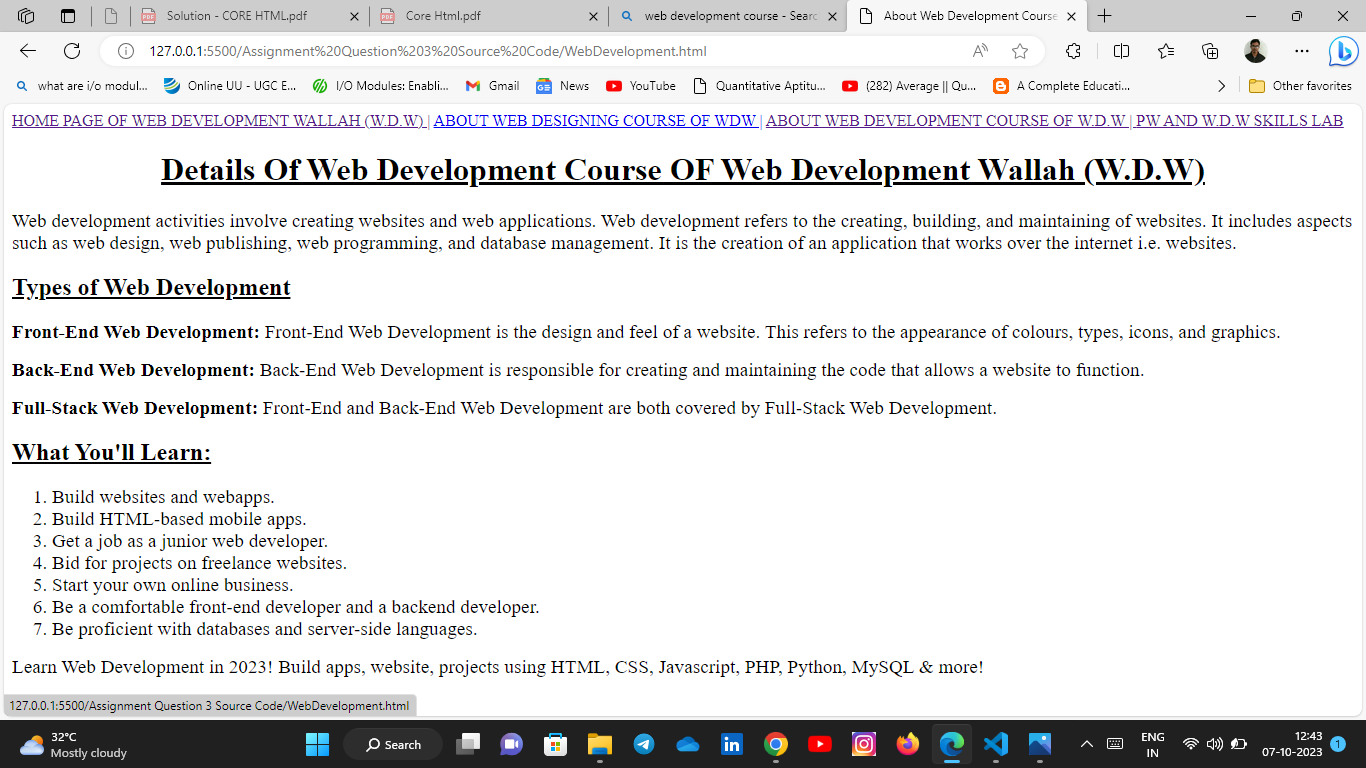 Solution - CORE HTML.pdf
Core Html.pdf
web development course - Searc
About Web Development Course
127.0.0.1:5500/Assignment%20Question%203%20Source%20Code/WebDevelopment.html
what are i/o modul...
Online UU - UGC E...
I/O Modules: Enabli...
Gmail
News
YouTube
Quantitative Aptitu...
(282) Average || Qu...
A Complete Educati...
Other favorites
HOME PAGE OF WEB DEVELOPMENT WALLAH (W.D.W) | ABOUT WEB DESIGNING COURSE OF WDW | ABOUT WEB DEVELOPMENT COURSE OF W.D.W | PW AND W.D.W SKILLS LAB
Details Of Web Development Course OF Web Development Wallah (W.D.W)
Web development activities involve creating websites and web applications. Web development refers to the creating, building, and maintaining of websites. It includes aspects
such as web design, web publishing, web programming, and database management. It is the creation of an application that works over the internet i.e. websites.
Types of Web Development
Front-End Web Development: Front-End Web Development is the design and feel of a website. This refers to the appearance of colours, types, icons, and graphics.
Back-End Web Development: Back-End Web Development is responsible for creating and maintaining the code that allows a website to function.
Full-Stack Web Development: Front-End and Back-End Web Development are both covered by Full-Stack Web Development.
What You'll Learn:
1. Build websites and webapps.
2. Build HTML-based mobile apps.
3. Get a job as a junior web developer.
4. Bid for projects on freelance websites.
5. Start your own online business.
6. Be a comfortable front-end developer and a backend developer.
7. Be proficient with databases and server-side languages.
Learn Web Development in 2023! Build apps, website, projects using HTML, CSS, Javascript, PHP, Python, MySQL & more!
127.0.0.1:5500/Assignment Question 3 Source Code/WebDevelopment.html
32°C
Mostly cloudy
Search
ENG
IN
12:43
07-10-2023
1